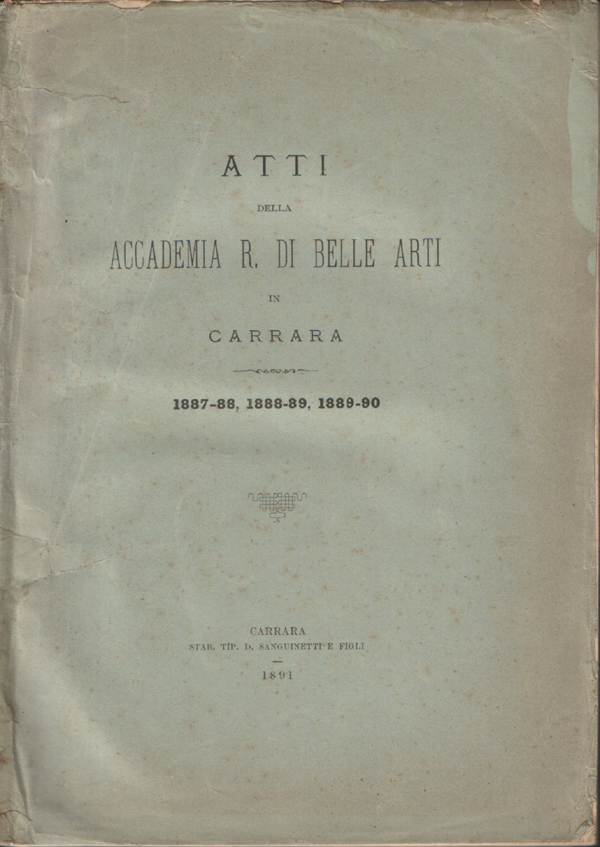 ATTI
DELLA
ACCADEMIA R. DI BELLE ARTI
IN
CARRARA
1887-88, 1888-89, 1889-90
CARRARA
STAB. TIP. D. SANGUINETTI E FIGLI
1891